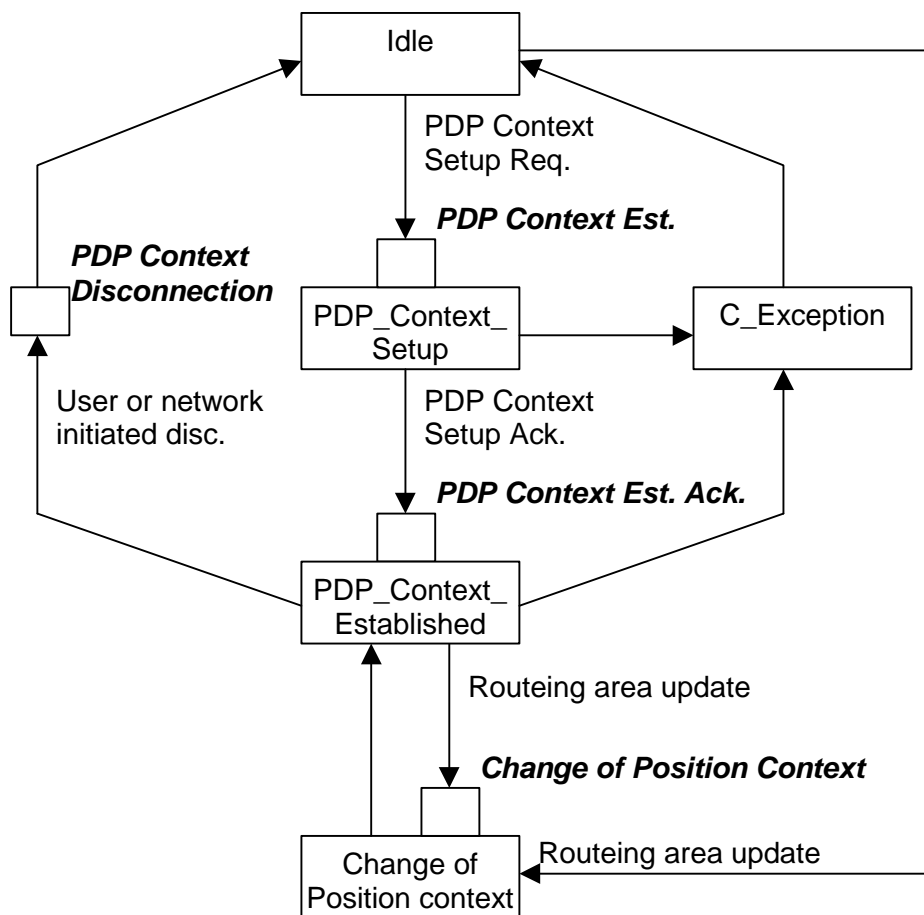 Idle
PDP Context
Setup Req.
PDP Context Est.
PDP Context
Disconnection
PDP_Context_
Setup
C_Exception
User or network
initiated disc.
PDP Context
Setup Ack.
PDP Context Est. Ack.
PDP_Context_
Established
Routeing area update
Change of Position Context
Change of
Position context
Routeing area update